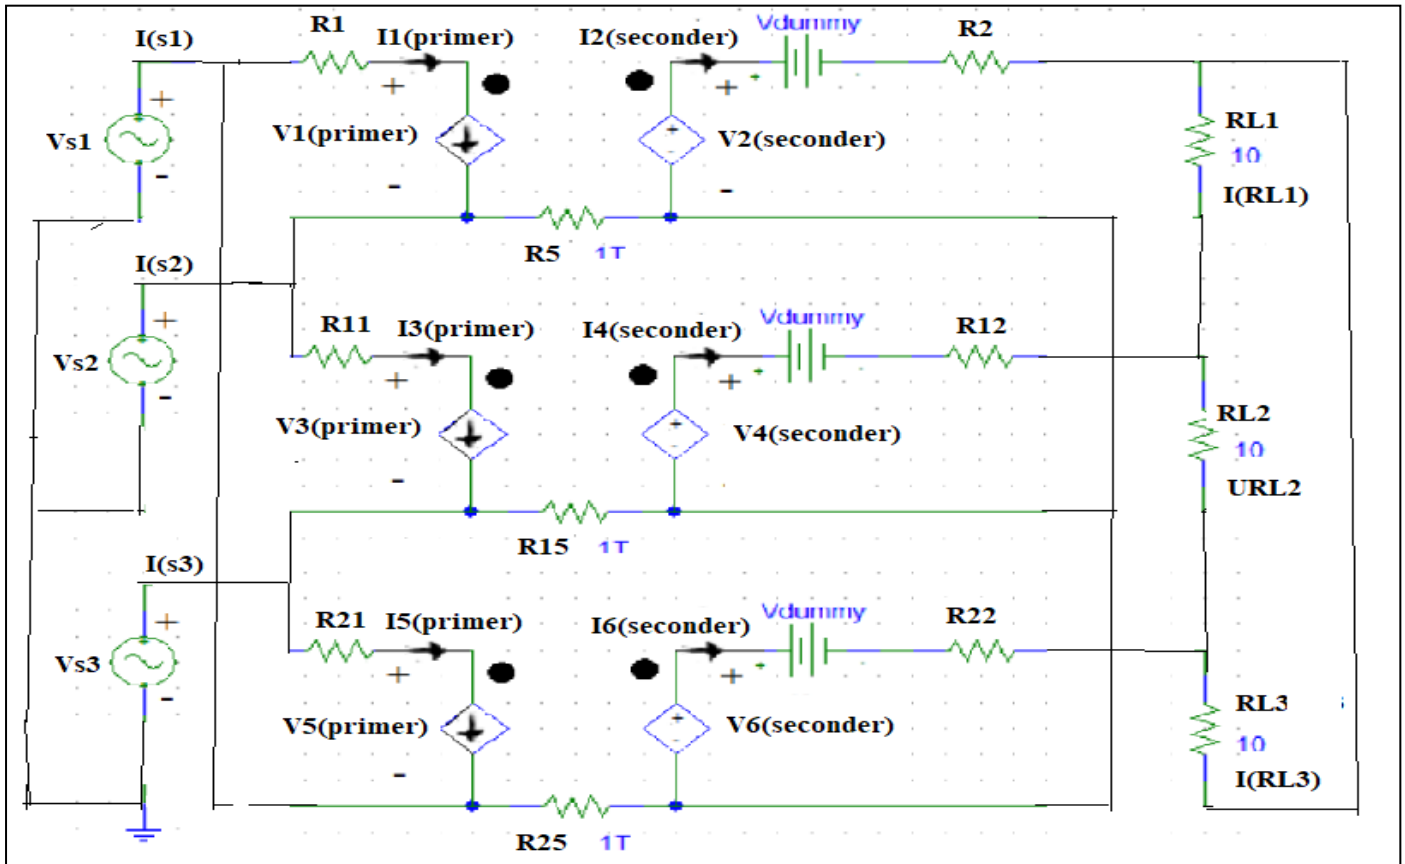 I(s1)
R1
I1(primer)
I2(seconder)
Vdummy
R2
+
+
+
-
Vs1
V1(primer)
+
-
V2(seconder)
RL1
10
-
-
-
I(RL1)
R5
1T
I(s2)
R11
I3(primer)
I4(seconder)
Vdummy
R12
+
+
+
+
-
Vs2
-
V3(primer)
+
-
V4(seconder)
RL2
10
-
URL2
R15
1T
I(s3)
R21
I5(primer)
I6(seconder)
Vdummy
R22
+
+
+
+
-
Vs3
-
V5(primer)
+
-
V6(seconder)
RL3
10
-
I(RL3)
R25
1T